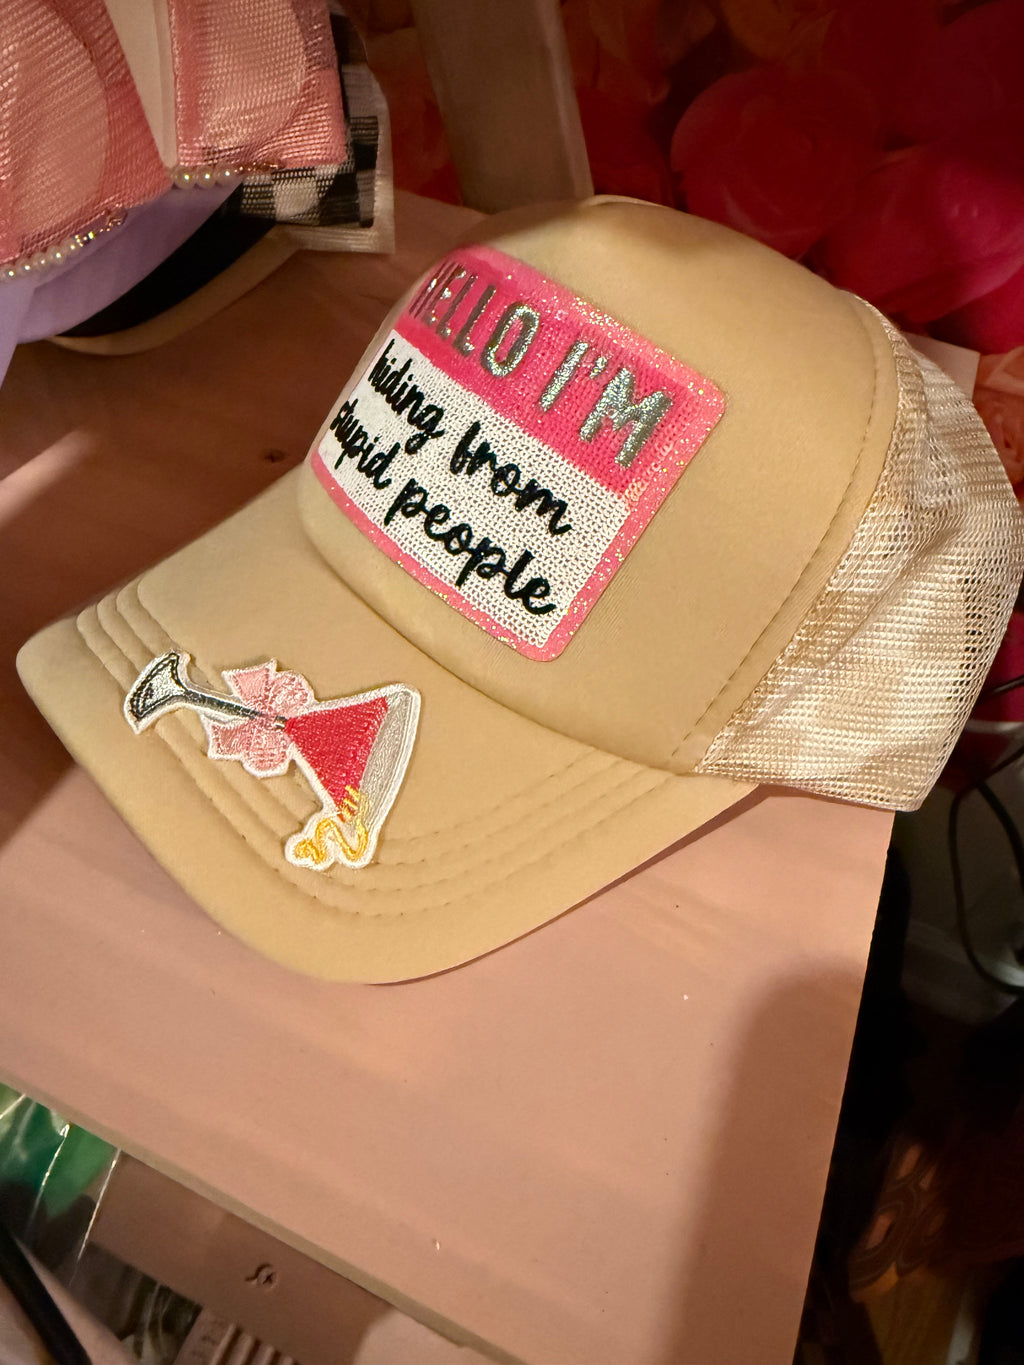 HELLO I'M
hiding from
stupid people